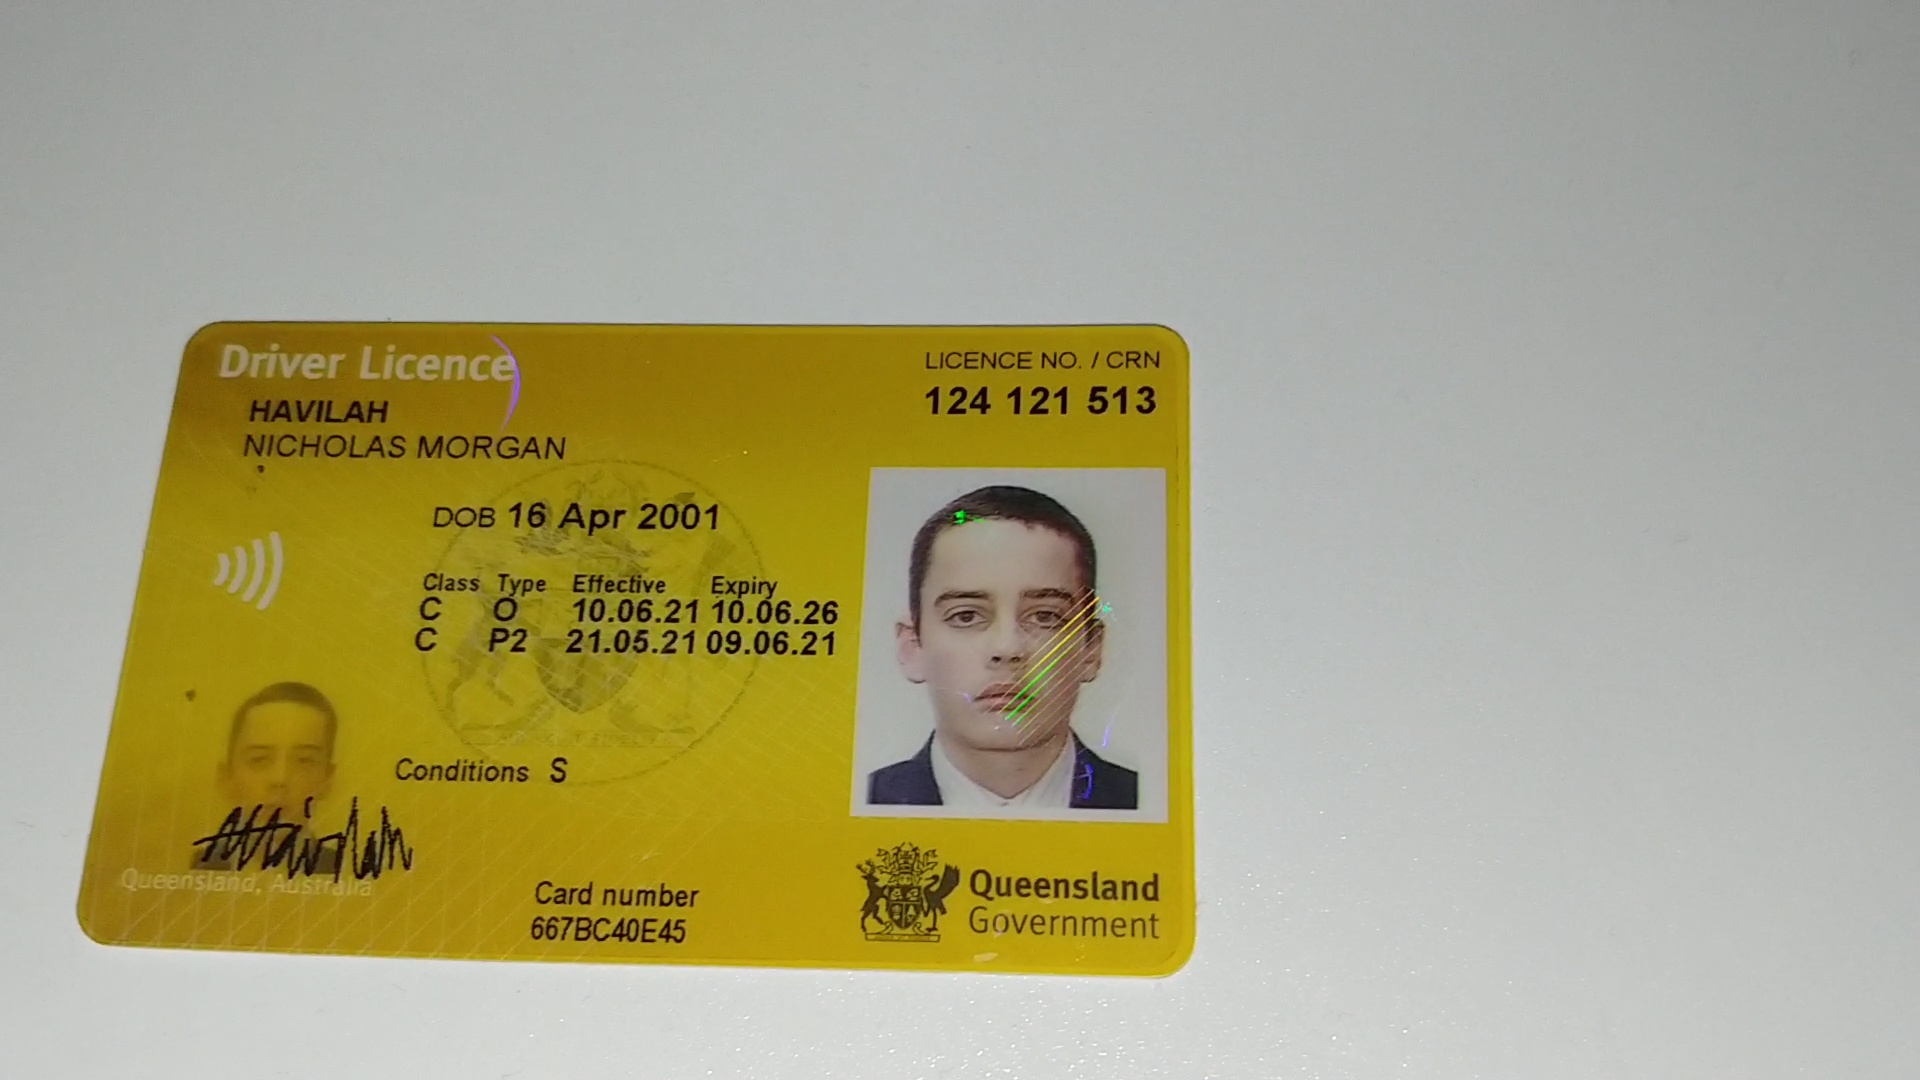 Driver Licence
LICENCE NO. / CRN
124 121 513
HAVILAH
NICHOLAS MORGAN
DOB 16 Apr 2001
Class Type Effective Expiry
C O 10.06.21 10.06.26
C P2 21.05.21 09.06.21
Conditions S
Queensland, Australia
Card number
667BC40E45
Queensland
Government